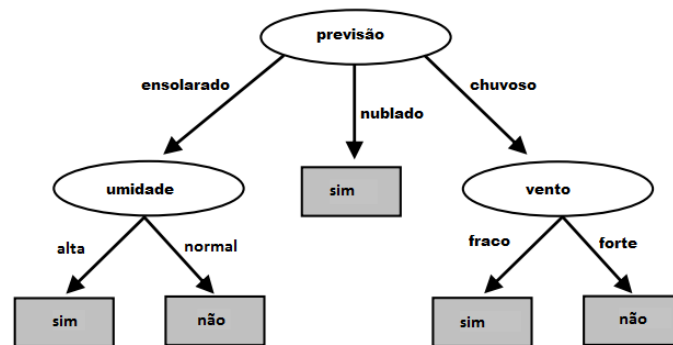 previsão
ensolarado
chuvoso
nublado
umidade
sim
vento
alta
normal
fraco
forte
sim
não
sim
não